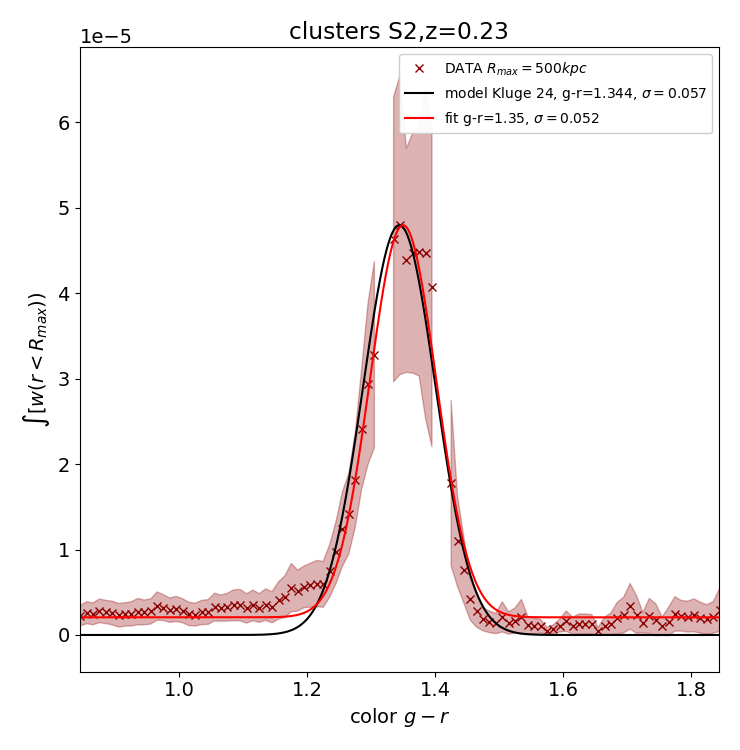 clusters S2,z=0.23
1e−5
DATA $R_{max} = 500kpc$
model Kluge 24, g-r=1.344, $\sigma = 0.057$
fit g-r=1.35, $\sigma = 0.052$
6
5
4
3
2
1
0
$\int [w(r < R_{max}))$
1.0 1.2 1.4 1.6 1.8
color $g - r$